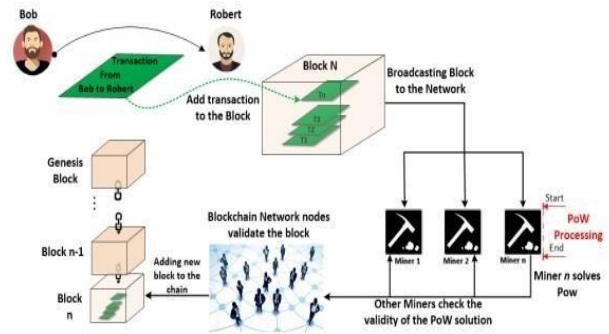 Bob
Robert
Transaction
From
Bob to Robert
Add transaction
to the Block
Block N
Tn
T3
T2
T1
Broadcasting Block
to the Network
Genesis
Block
Block n-1
Block
n
Adding new
block to the
chain
Blockchain Network nodes
validate the block
Miner 1
Miner 2
Miner n
Start
PoW
Processing
End
Miner n solves
Pow
Other Miners check the
validity of the PoW solution